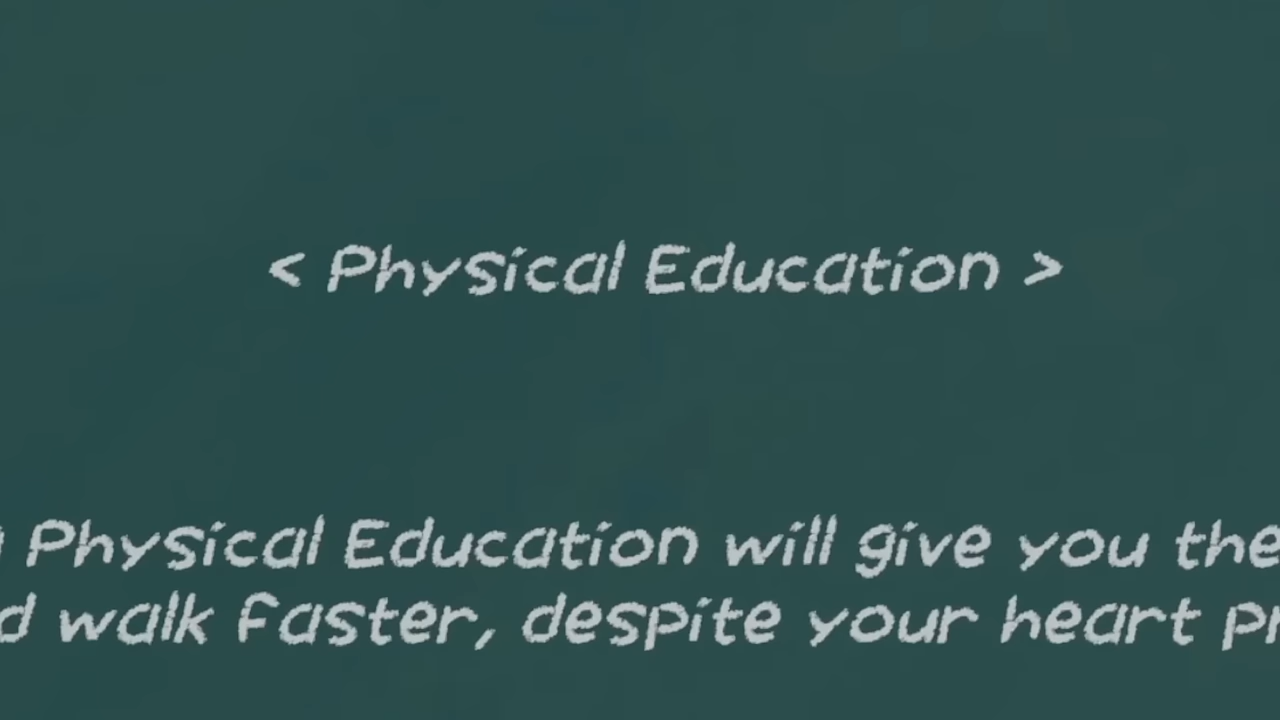 < Physical Education >
Physical Education will give you the
walk faster, despite your heart